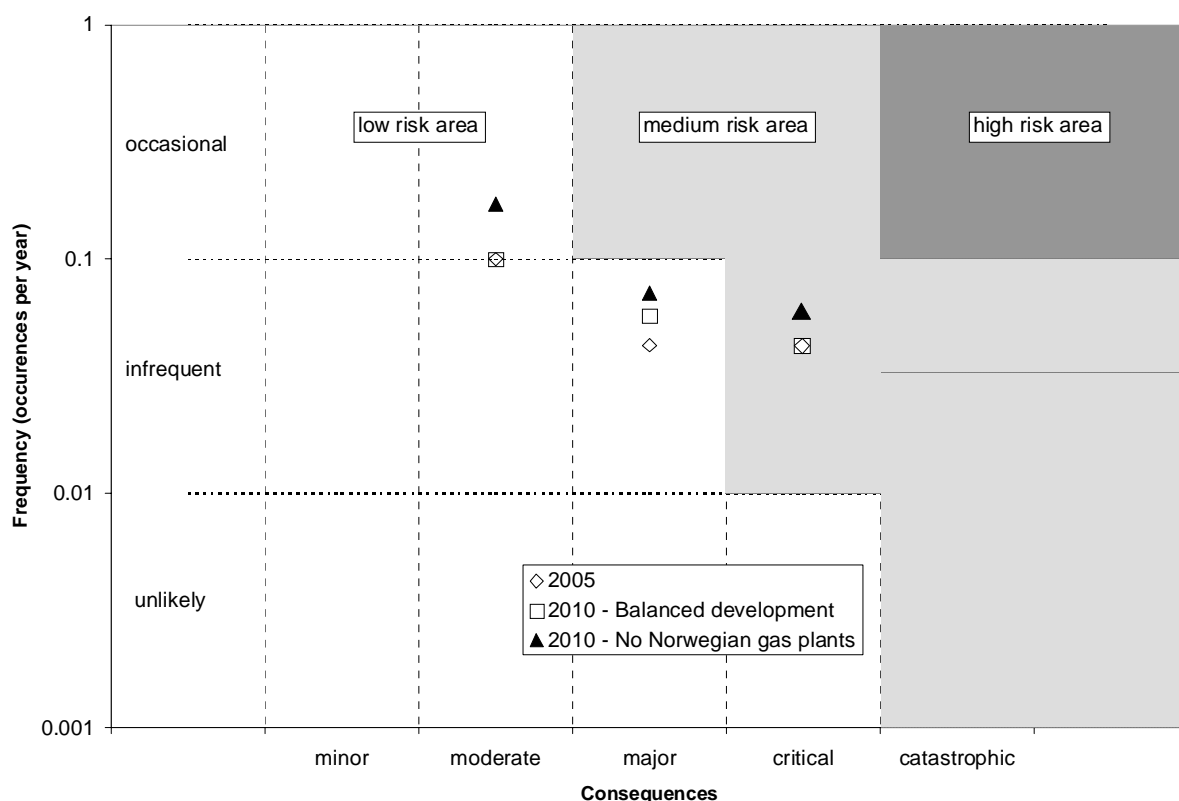 1
low risk area
medium risk area
high risk area
occasional
0.1
infrequent
Frequency (occurences per year)
0.01
unlikely
2005
2010 - Balanced development
2010 - No Norwegian gas plants
0.001
minor
moderate
major
critical
catastrophic
Consequences